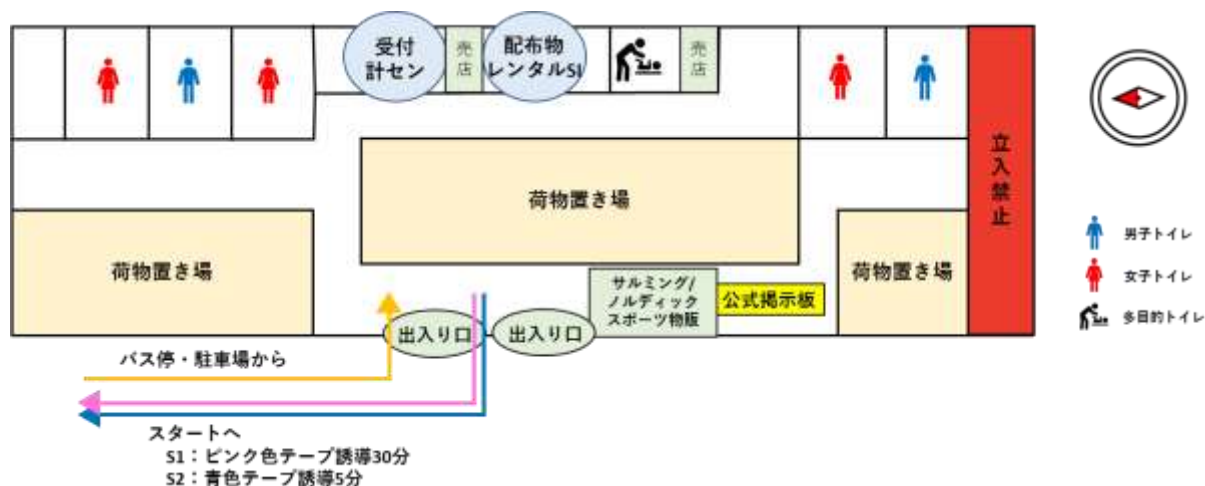 受付
計セン
売
店
配布物
レンタルSI
売
店
立
入
禁
止
荷物置き場
荷物置き場
荷物置き場
サルミング/
ノルディック
スポーツ物販
公式掲示板
出入り口
出入り口
男子トイレ
女子トイレ
多目的トイレ
バス停・駐車場から
スタートへ
S1：ピンク色テープ誘導30分
S2：青色テープ誘導5分